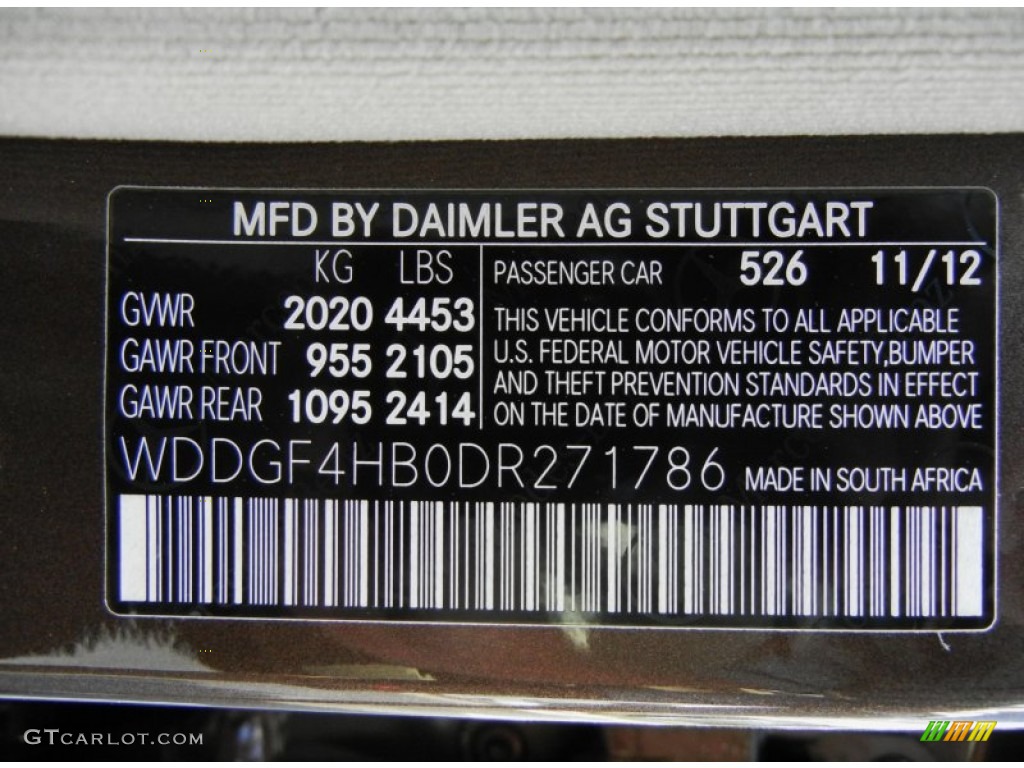 MFD BY DAIMLER AG STUTTGART
KG LBS
GVWR 2020 4453
GAWR FRONT 955 2105
GAWR REAR 1095 2414
PASSENGER CAR 526 11/12
THIS VEHICLE CONFORMS TO ALL APPLICABLE
U.S. FEDERAL MOTOR VEHICLE SAFETY,BUMPER
AND THEFT PREVENTION STANDARDS IN EFFECT
ON THE DATE OF MANUFACTURE SHOWN ABOVE
WDDGF4HB0DR271786 MADE IN SOUTH AFRICA
GTCARLOT.COM